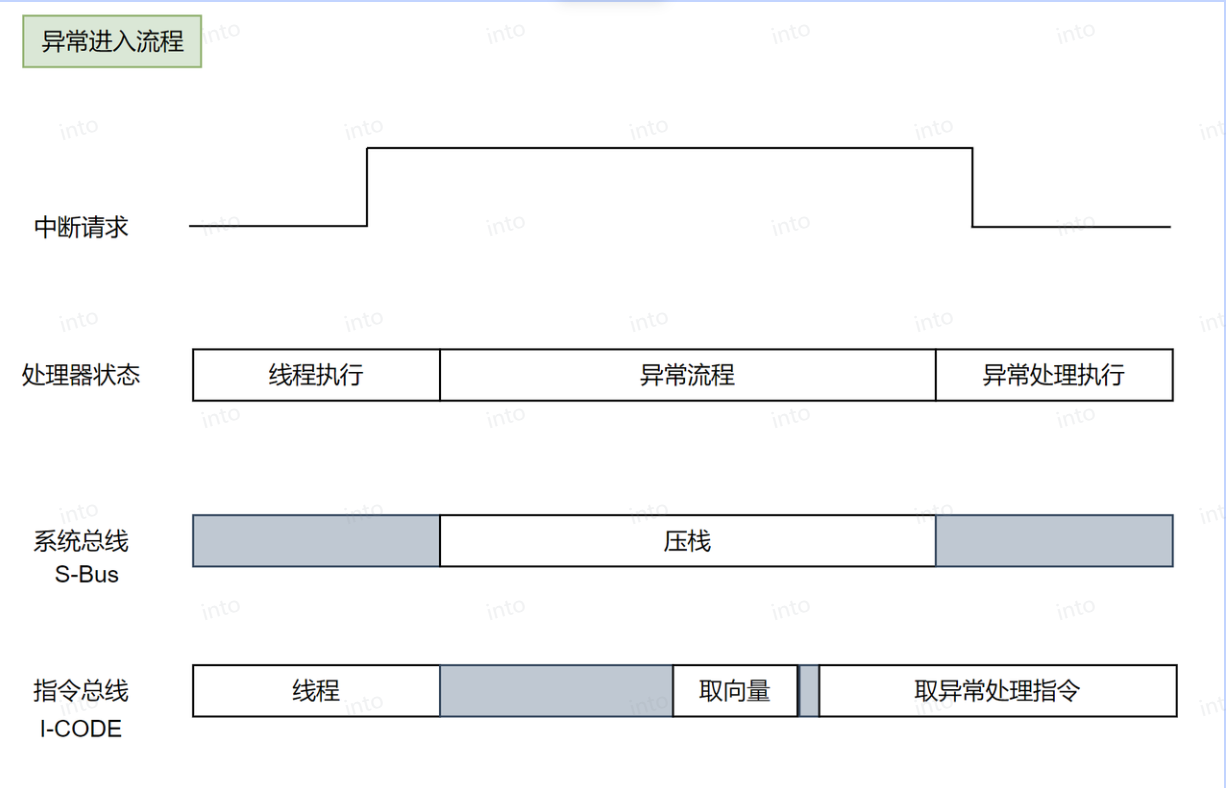 异常进入流程
中断请求
处理器状态
线程执行
异常流程
异常处理执行
系统总线
S-Bus
压栈
指令总线
I-CODE
线程
取向量
取异常处理指令
into